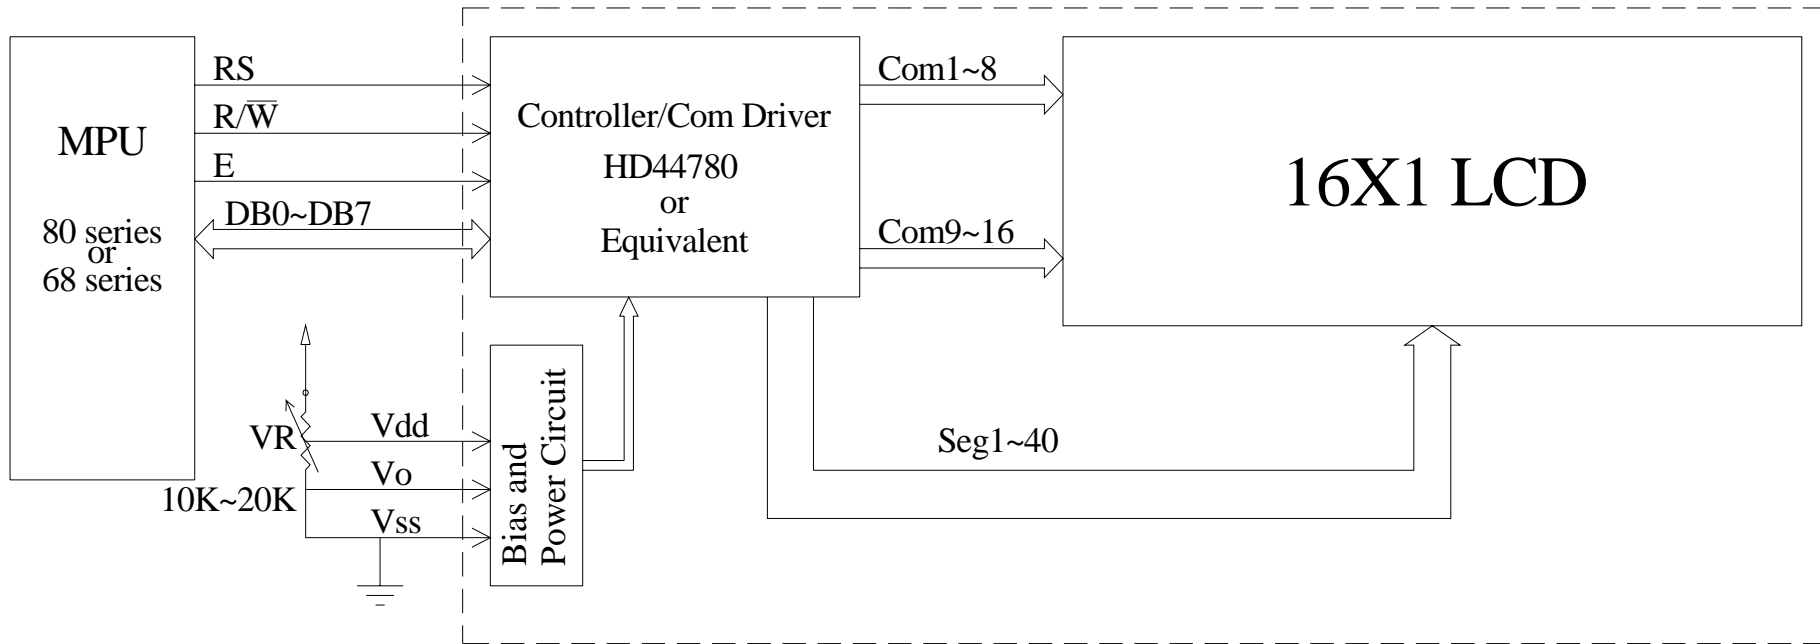 MPU
80 series
or
68 series
RS
R/W̅
E
DB0~DB7
Controller/Com Driver
HD44780
or
Equivalent
Com1~8
Com9~16
16X1 LCD
VR
10K~20K
Vdd
Vo
Vss
Bias and
Power Circuit
Seg1~40